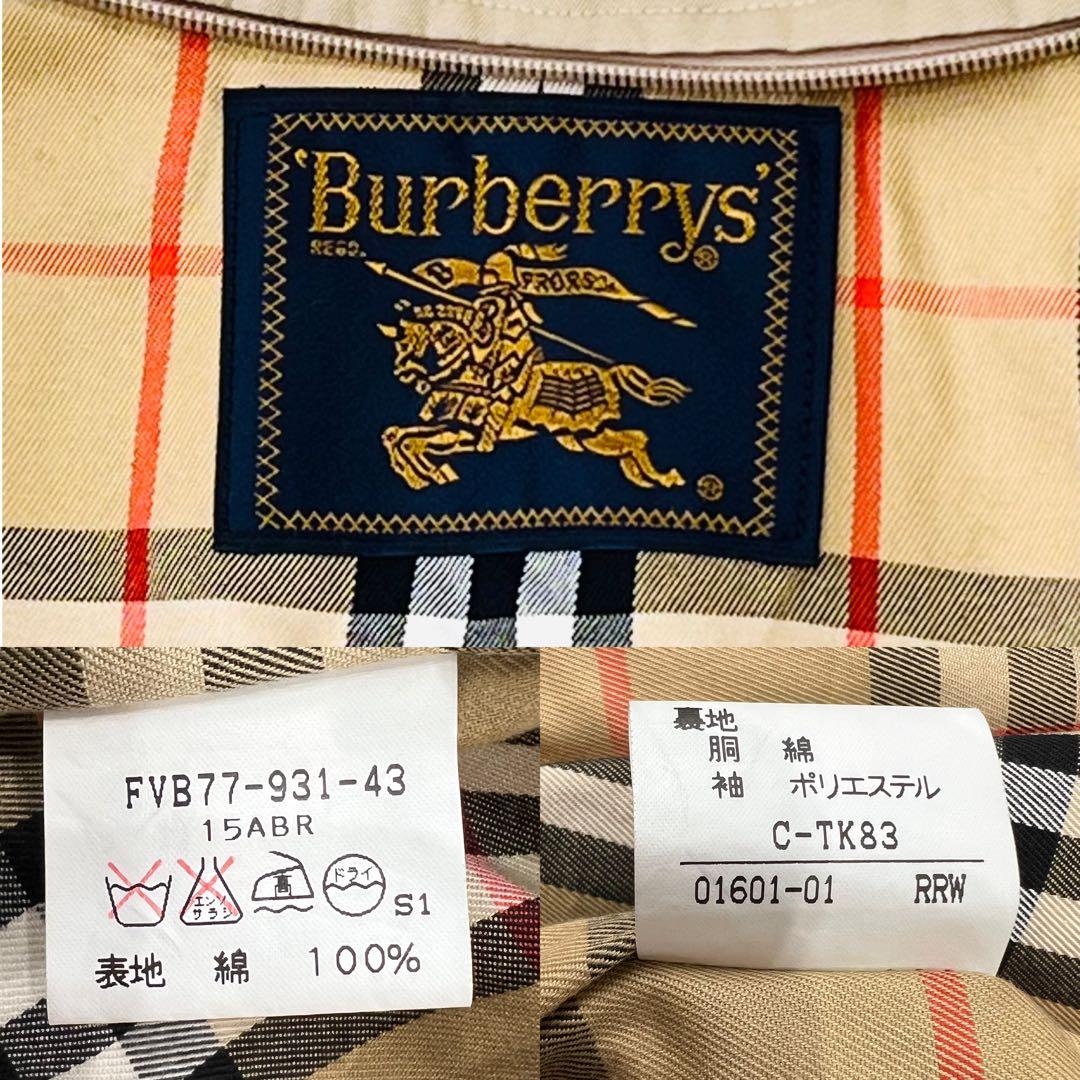 'Burberrys'®
REGD.
B PRORSUM
®
FVB77-931-43
15ABR
エンソ
サラシ
高
ドライ
S1
表地 綿 100%
裏地
胴 綿
袖 ポリエステル
C-TK83
01601-01 RRW